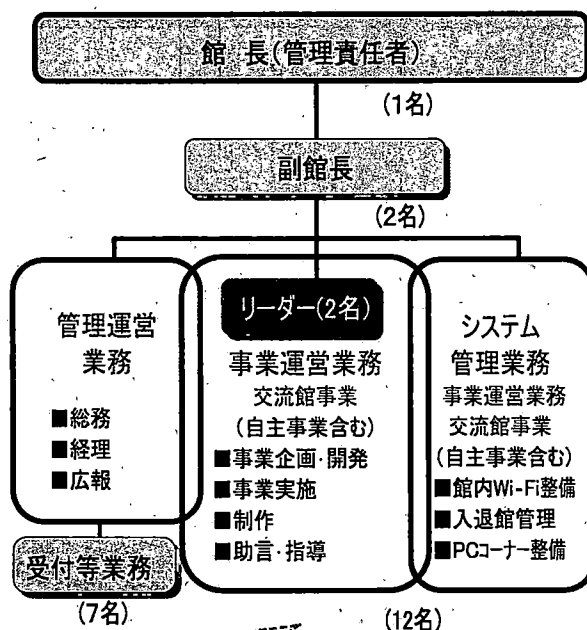 館 長(管理責任者)
(1名)
副館長
(2名)
管理運営
業務
■総務
■経理
■広報
リーダー(2名)
事業運営業務
交流館事業
(自主事業含む)
■事業企画・開発
■事業実施
■制作
■助言・指導
システム
管理業務
事業運営業務
交流館事業
(自主事業含む)
■館内Wi-Fi整備
■入退館管理
■PCコーナー整備
受付等業務
(7名)
(12名)